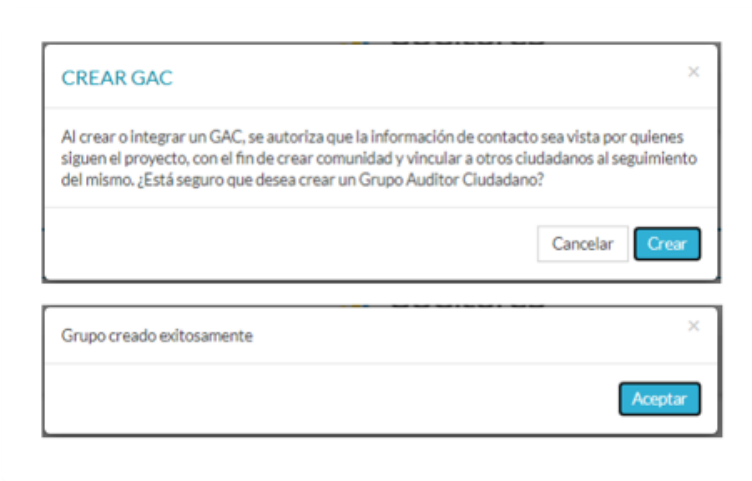 CREAR GAC
×
Al crear o integrar un GAC, se autoriza que la información de contacto sea vista por quienes
siguen el proyecto, con el fin de crear comunidad y vincular a otros ciudadanos al seguimiento
del mismo. ¿Está seguro que desea crear un Grupo Auditor Ciudadano?
Cancelar Crear
Grupo creado exitosamente
×
Aceptar